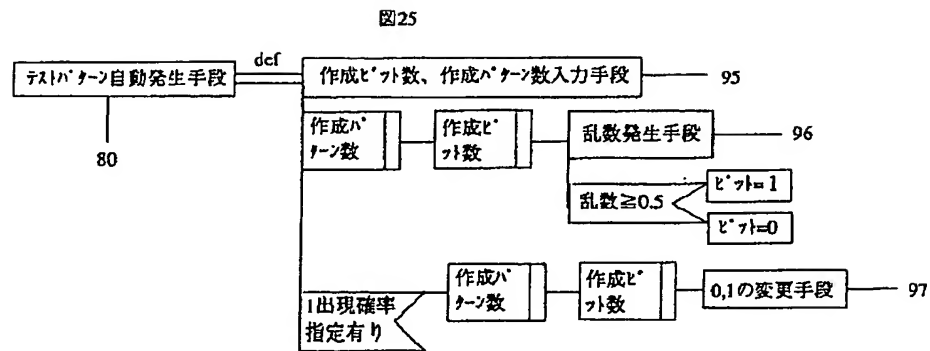 図25
def
テストパターン自動発生手段
80
作成ビット数、作成パターン数入力手段
95
作成パ
ターン数
作成ビ
ット数
乱数発生手段
96
乱数≧0.5
ビット=1
ビット=0
1出現確率
指定有り
作成パ
ターン数
作成ビ
ット数
0,1の変更手段
97